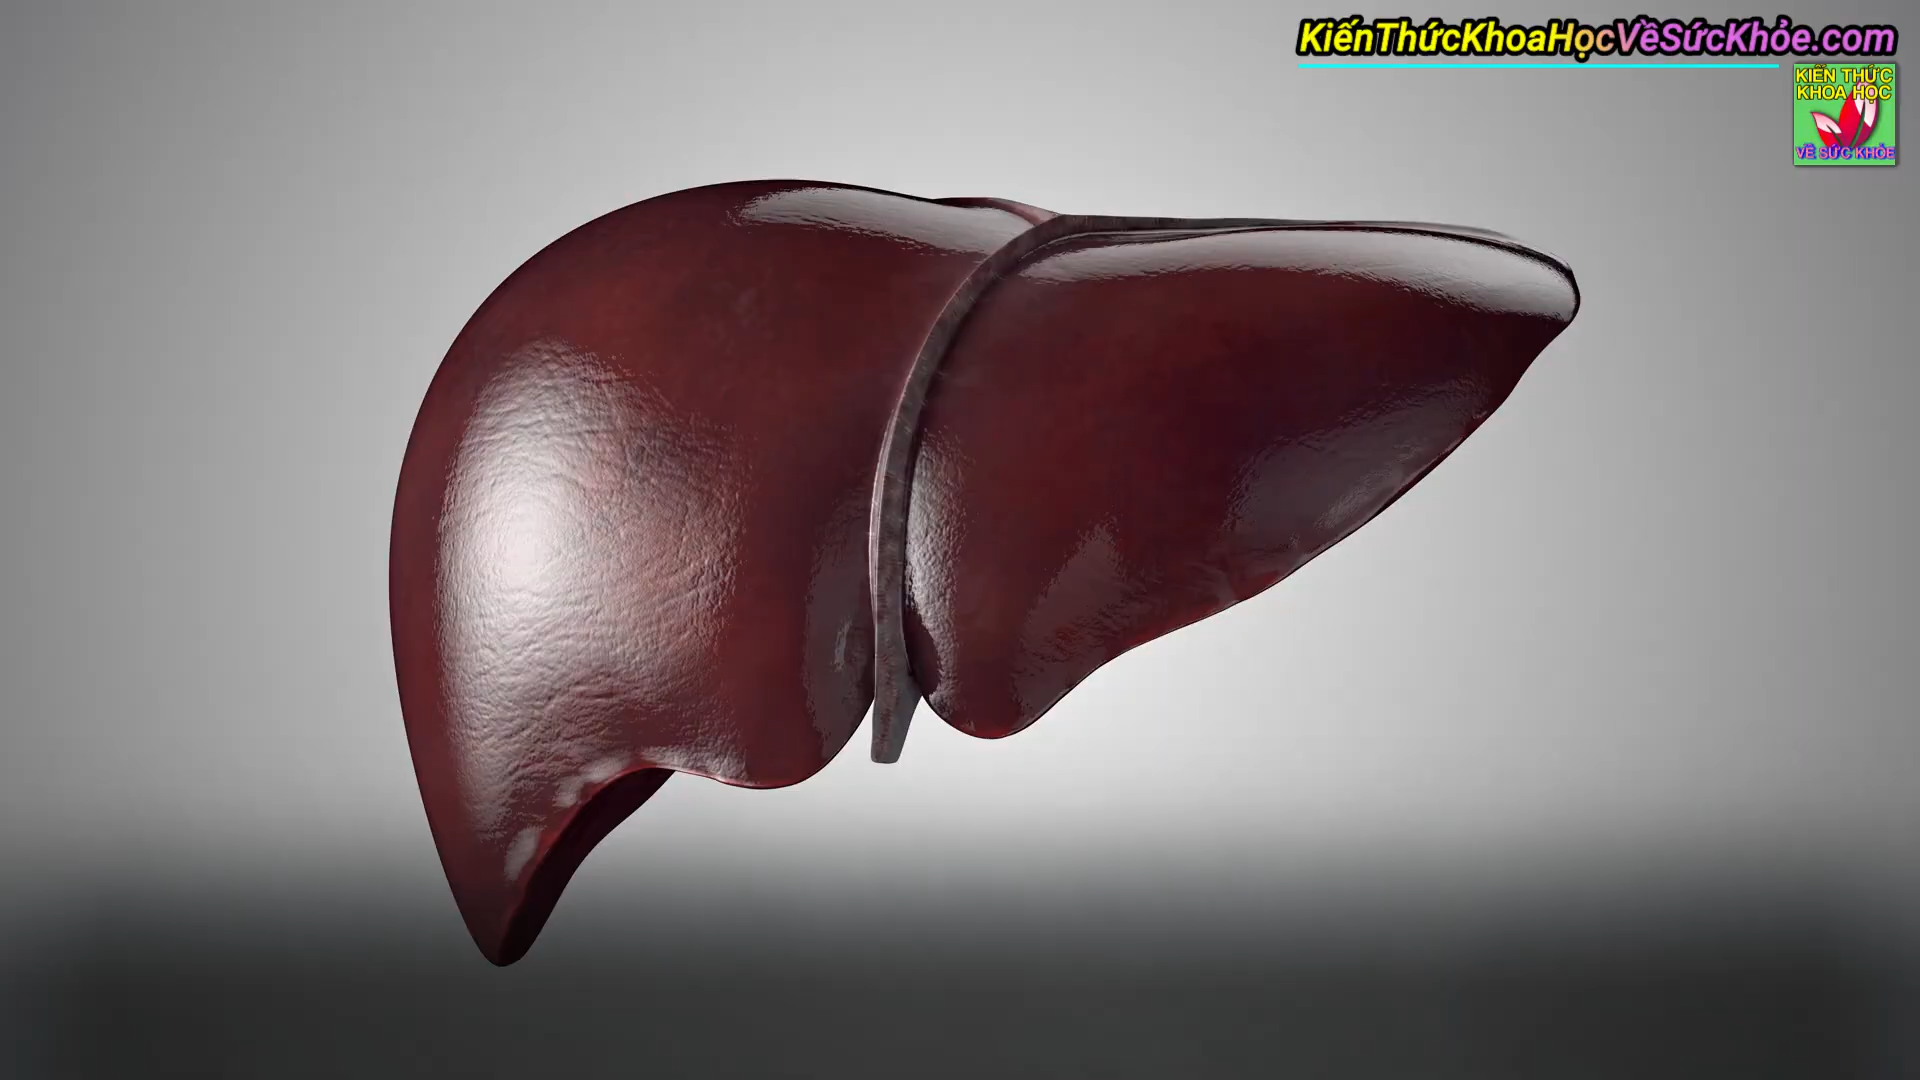 KiếnThứcKhoaHọcVềSứcKhỏe.com
KIẾN THỨC
KHOA HỌC
VỀ SỨC KHỎE